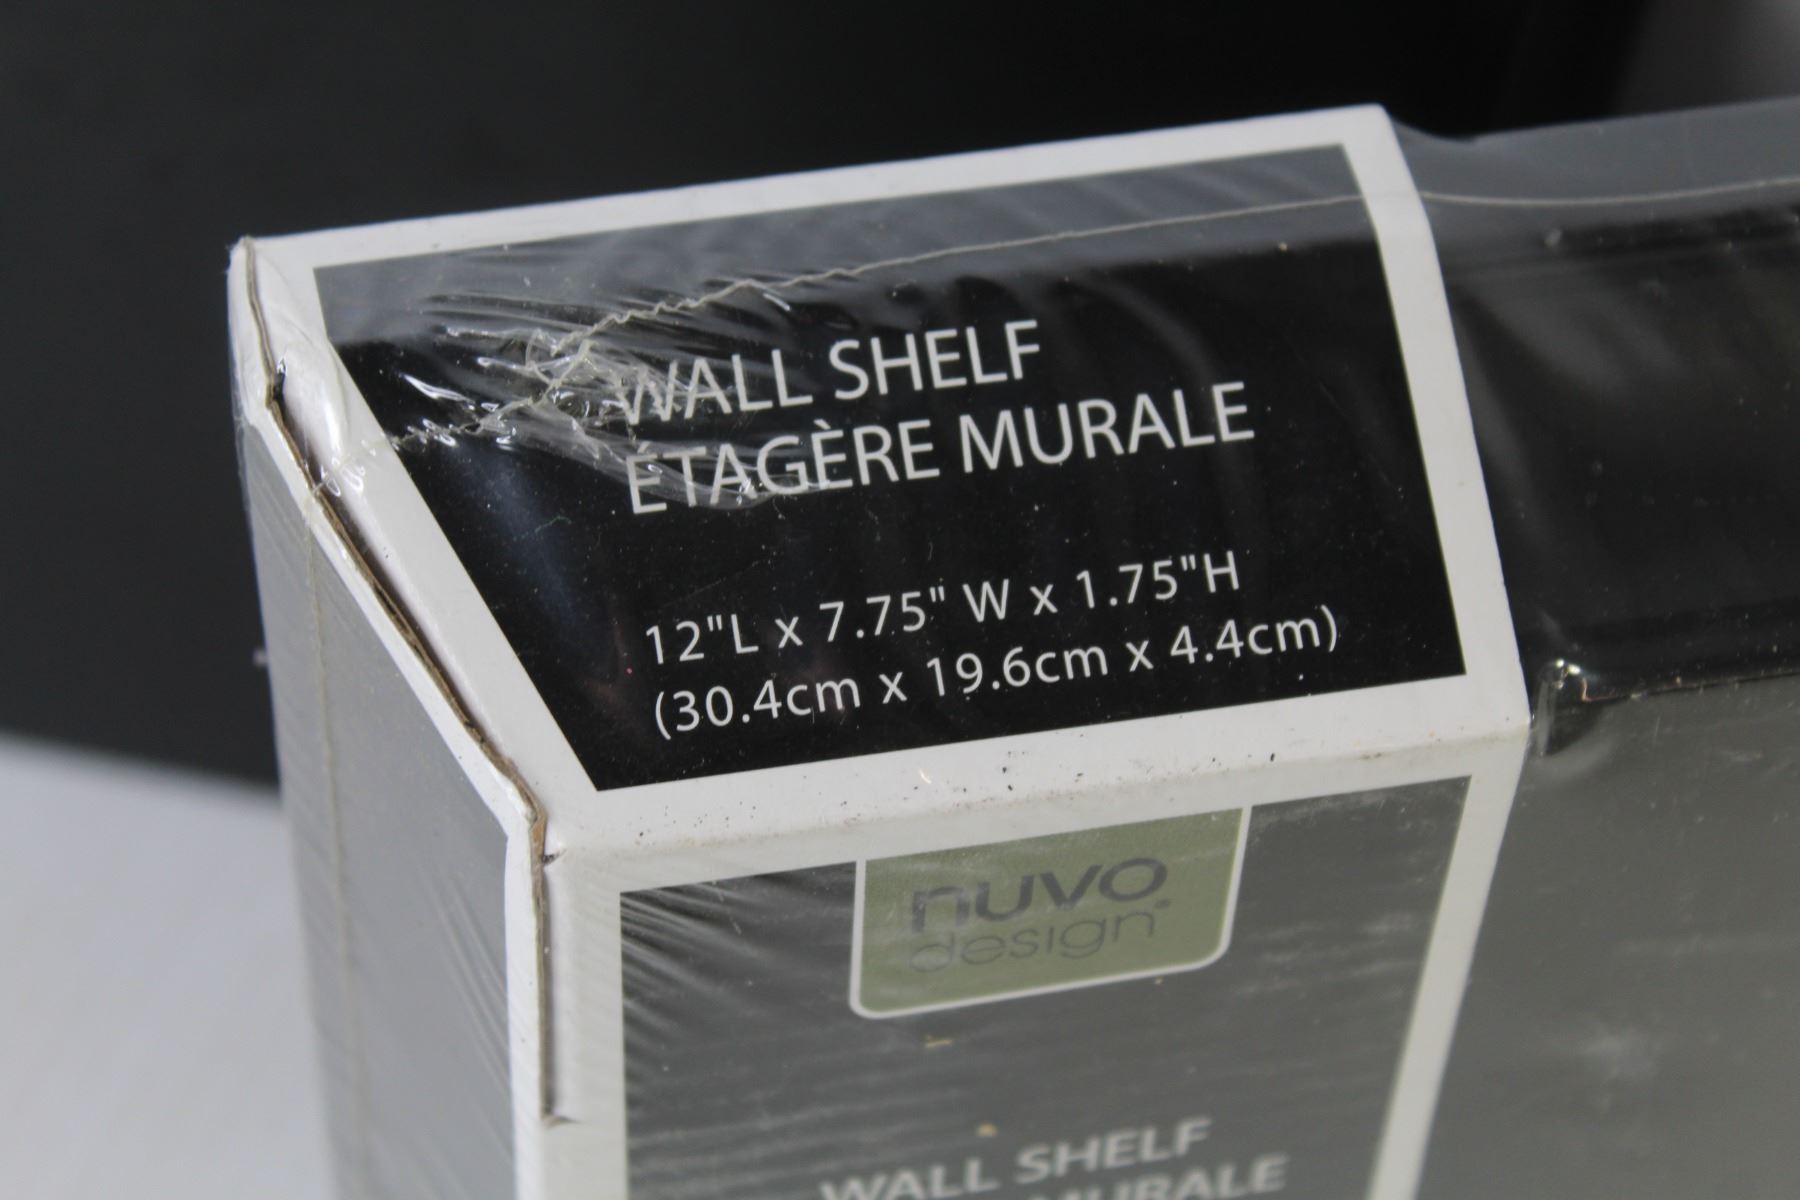 WALL SHELF
ÉTAGÈRE MURALE
12"L x 7.75" W x 1.75"H
(30.4cm x 19.6cm x 4.4cm)
nuvo
design
WALL SHELF
MURALE